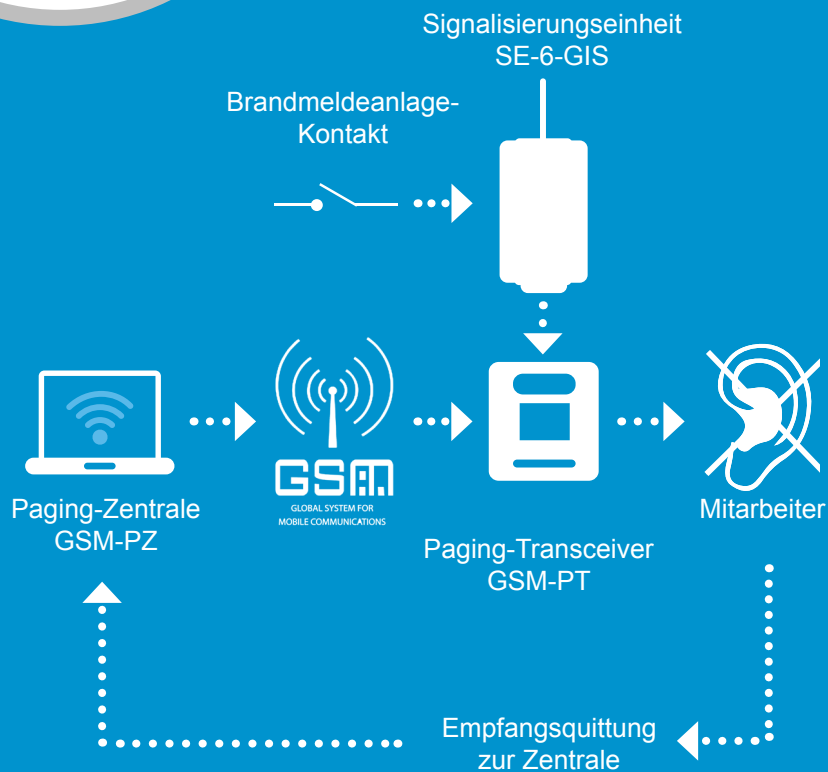 Signalisierungseinheit
SE-6-GIS
Brandmeldeanlage-
Kontakt
GSM
GLOBAL SYSTEM FOR
MOBILE COMMUNICATIONS
Paging-Zentrale
GSM-PZ
Paging-Transceiver
GSM-PT
Mitarbeiter
Empfangsquittung
zur Zentrale